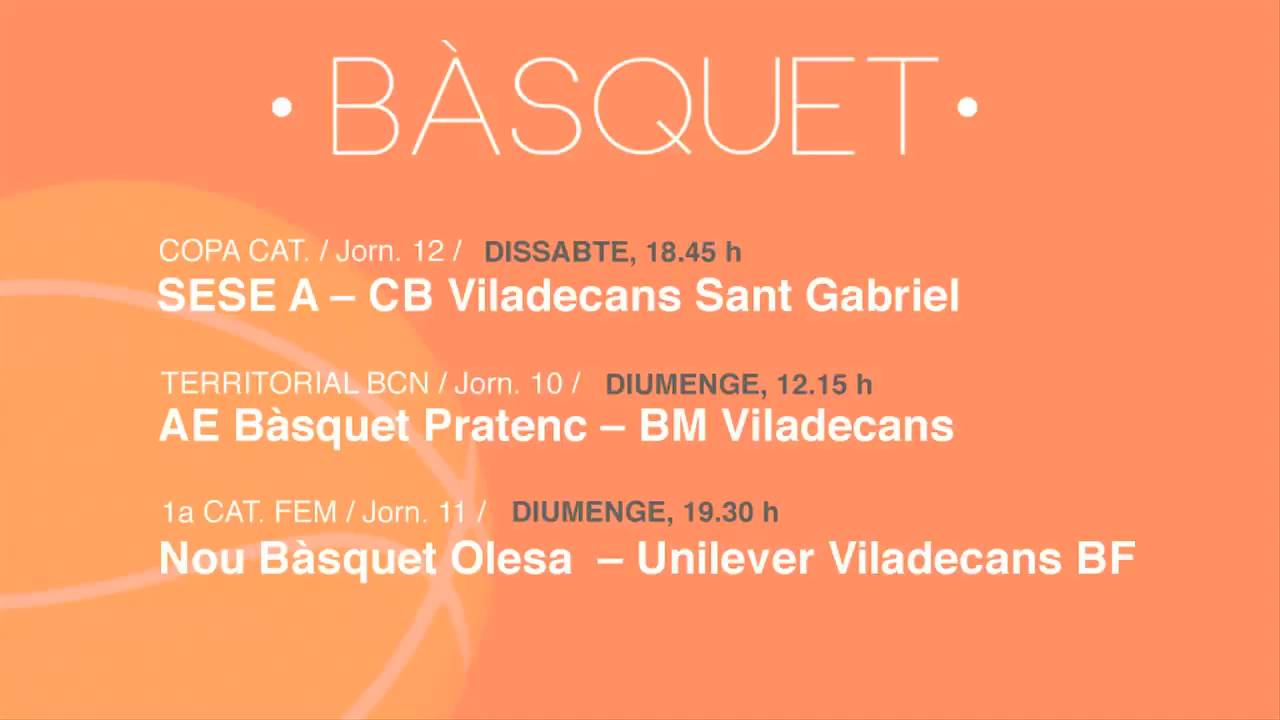 • BÀSQUET •
COPA CAT. / Jorn. 12 / DISSABTE, 18.45 h
SESE A – CB Viladecans Sant Gabriel
TERRITORIAL BCN / Jorn. 10 / DIUMENGE, 12.15 h
AE Bàsquet Pratenc – BM Viladecans
1a CAT. FEM / Jorn. 11 / DIUMENGE, 19.30 h
Nou Bàsquet Olesa – Unilever Viladecans BF